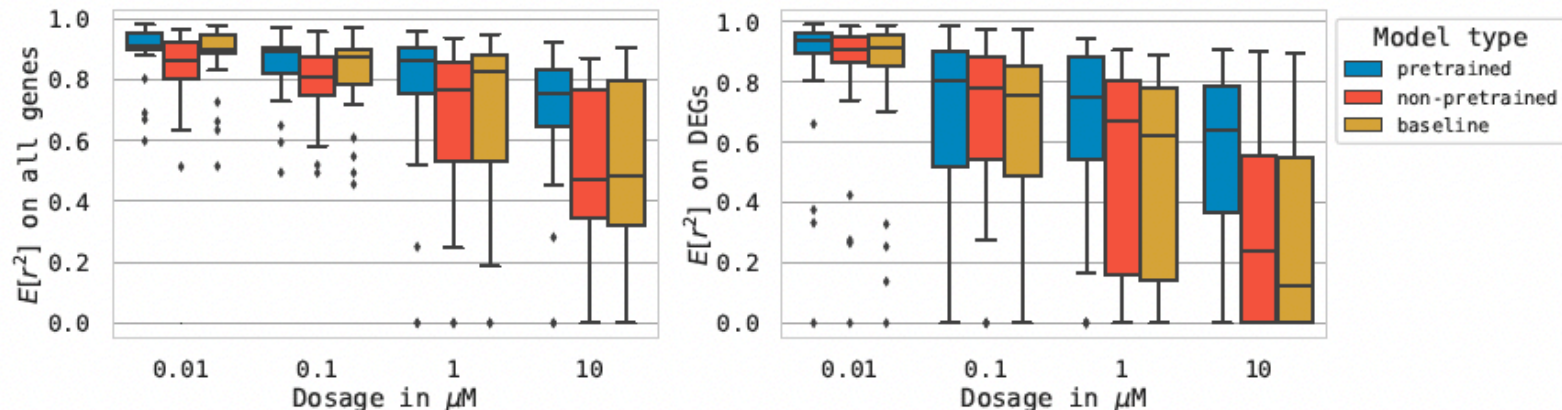 E[r²] on all genes
1.0
0.8
0.6
0.4
0.2
0.0
0.01 0.1 1 10
Dosage in μM
E[r²] on DEGs
1.0
0.8
0.6
0.4
0.2
0.0
0.01 0.1 1 10
Dosage in μM
Model type
pretrained
non-pretrained
baseline